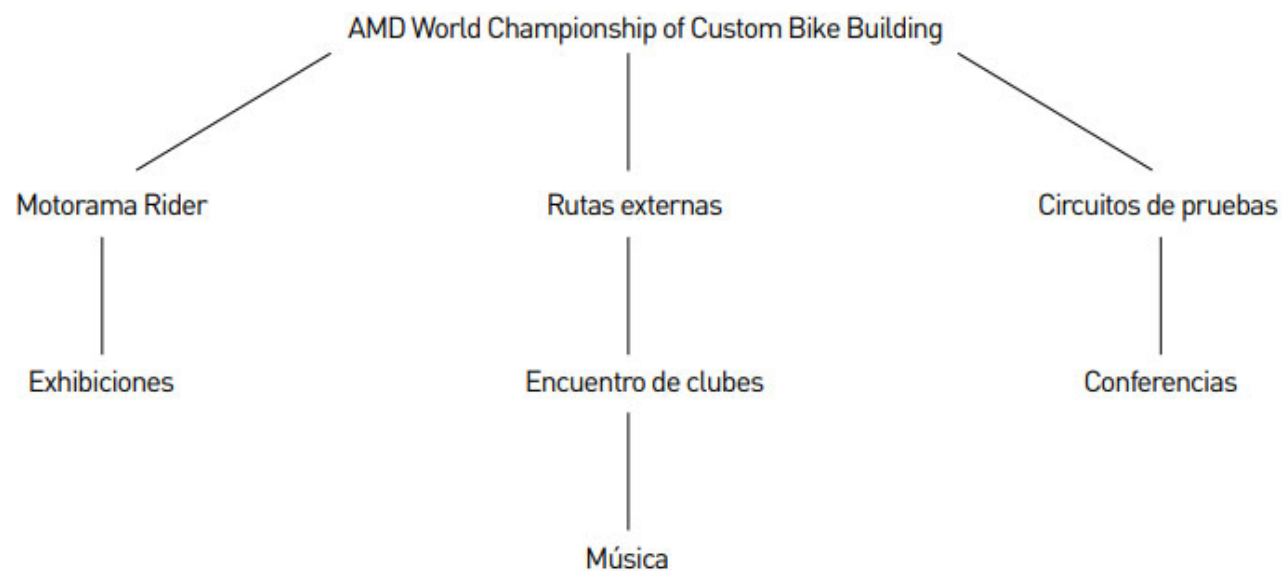 AMD World Championship of Custom Bike Building
Motorama Rider
Rutas externas
Circuitos de pruebas
Exhibiciones
Encuentro de clubes
Conferencias
Música